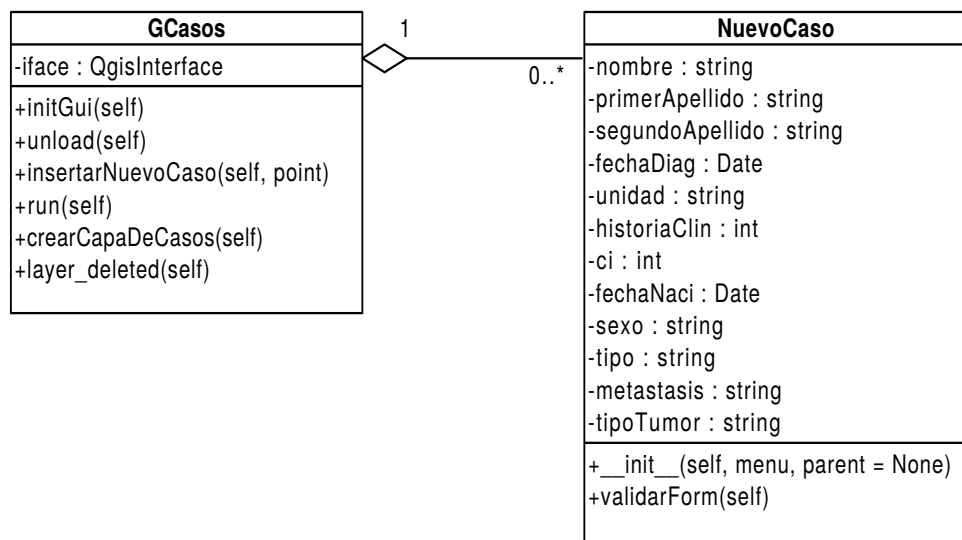 GCasos
-iface : QgisInterface
+initGui(self)
+unload(self)
+insertarNuevoCaso(self, point)
+run(self)
+crearCapaDeCasos(self)
+layer_deleted(self)
1
0..*
NuevoCaso
-nombre : string
-primerApellido : string
-segundoApellido : string
-fechaDiag : Date
-unidad : string
-historiaClin : int
-ci : int
-fechaNaci : Date
-sexo : string
-tipo : string
-metastasis : string
-tipoTumor : string
+__init__(self, menu, parent = None)
+validarForm(self)